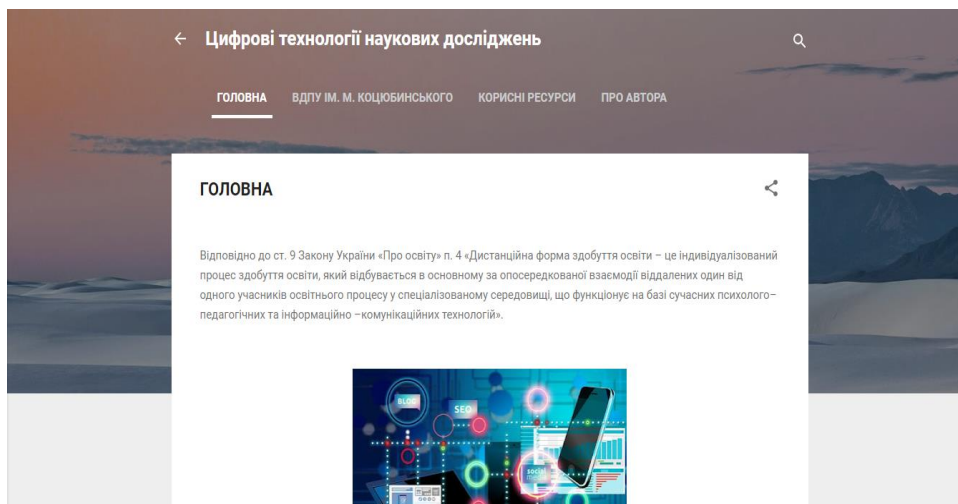 Цифрові технології наукових досліджень
ГОЛОВНА ВДПУ ІМ. М. КОЦЮБИНСЬКОГО КОРИСНІ РЕСУРСИ ПРО АВТОРА
ГОЛОВНА
Відповідно до ст. 9 Закону України «Про освіту» п. 4 «Дистанційна форма здобуття освіти – це індивідуалізований
процес здобуття освіти, який відбувається в основному за опосередкованої взаємодії віддалених один від
одного учасників освітнього процесу у спеціалізованому середовищі, що функціонує на базі сучасних психолого–
педагогічних та інформаційно –комунікаційних технологій».
BLOG
SEO
social
media